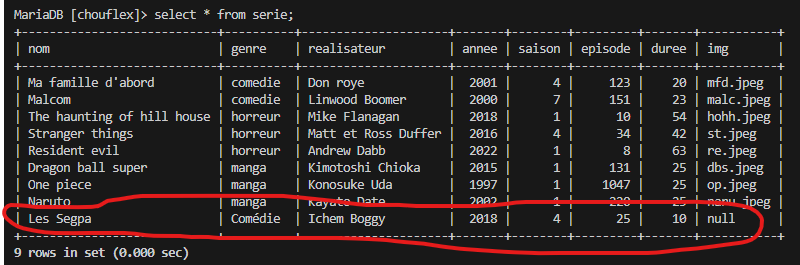 MariaDB [chouflex]> select * from serie;
| nom | genre | realisateur | annee | saison | episode | duree | img |
| Ma famille d'abord | comedie | Don roye | 2001 | 4 | 123 | 20 | mfd.jpeg |
| Malcom | comedie | Linwood Boomer | 2000 | 7 | 151 | 23 | malc.jpeg |
| The haunting of hill house | horreur | Mike Flanagan | 2018 | 1 | 10 | 54 | hohh.jpeg |
| Stranger things | horreur | Matt et Ross Duffer | 2016 | 4 | 34 | 42 | st.jpeg |
| Resident evil | horreur | Andrew Dabb | 2022 | 1 | 8 | 63 | re.jpeg |
| Dragon ball super | manga | Kimotoshi Chioka | 2015 | 1 | 131 | 25 | dbs.jpeg |
| One piece | manga | Konosuke Uda | 1997 | 1 | 1047 | 25 | op.jpeg |
| Naruto | manga | Date | 2002 | 1 | 220 | 25 |
| Les Segpa | Comédie | Ichem Boggy | 2018 | 4 | 25 | 10 | null |
9 rows in set (0.000 sec)